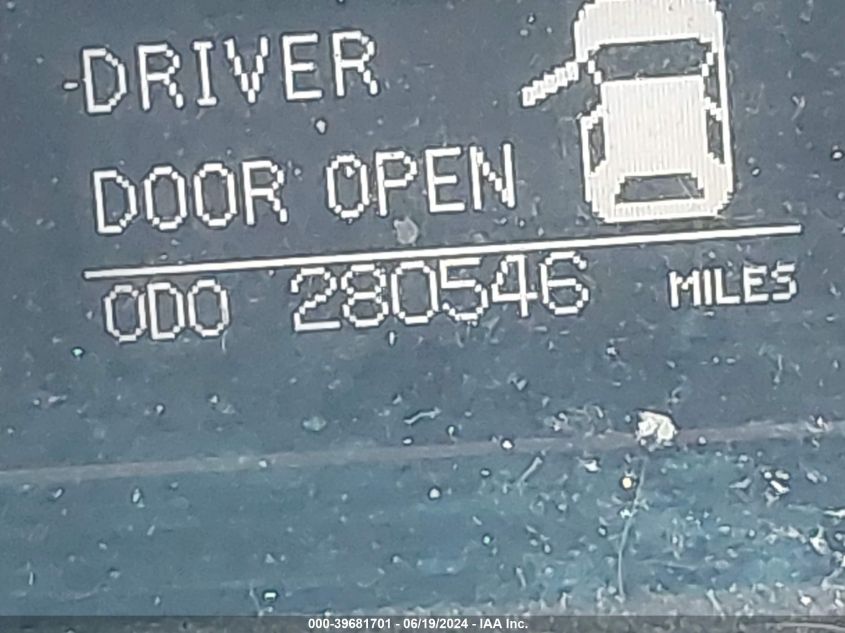 -DRIVER
DOOR OPEN
ODO 280546 MILES
000-39681701 - 06/19/2024 - IAA Inc.